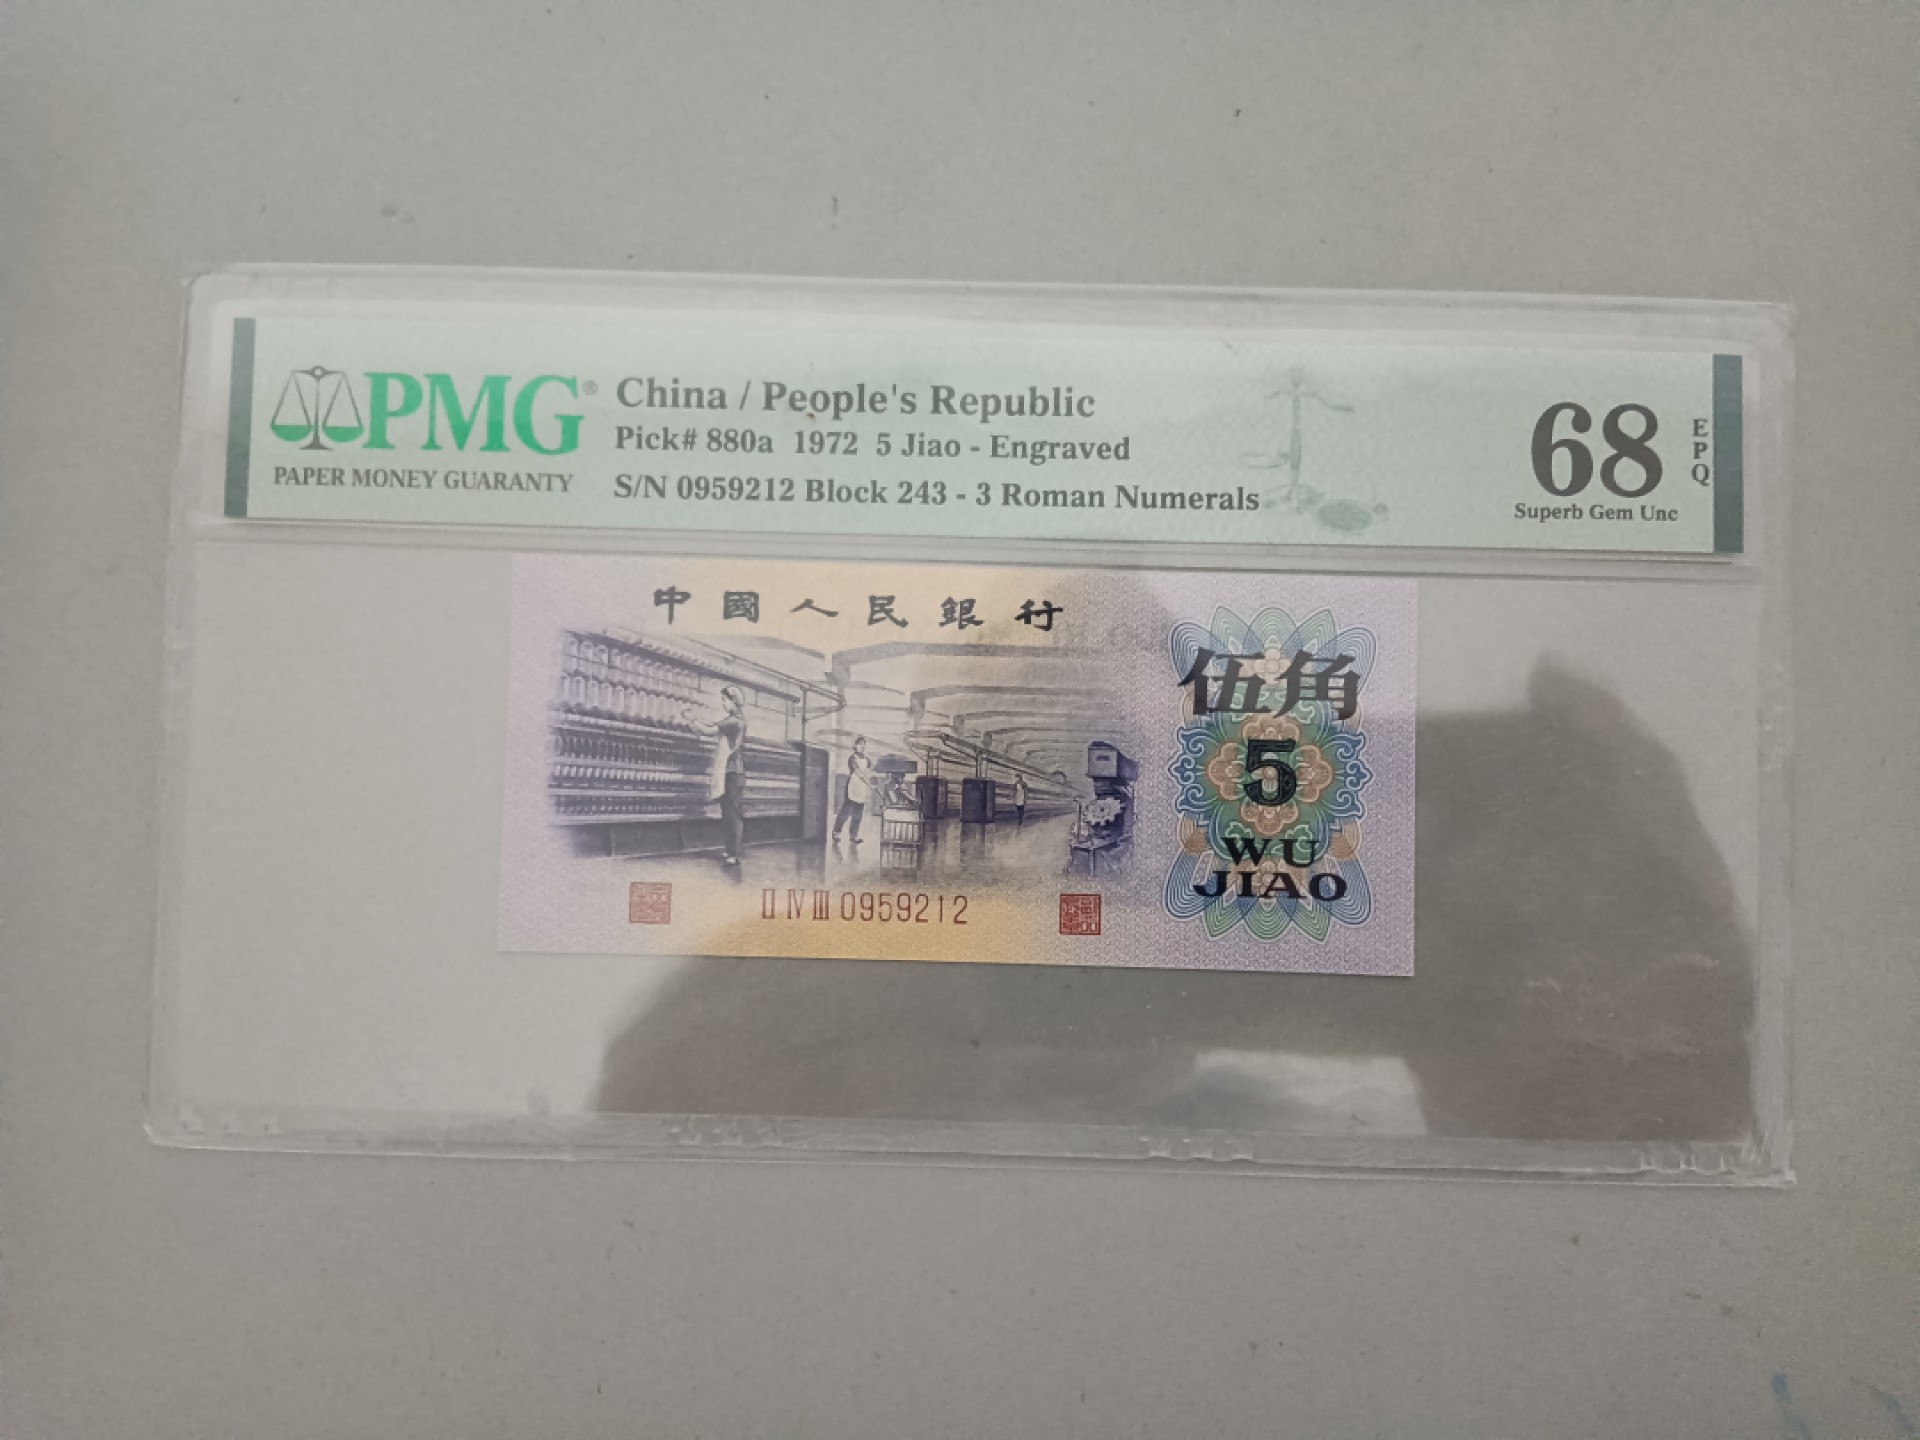 PMG®
PAPER MONEY GUARANTY
China / People's Republic
Pick# 880a 1972 5 Jiao - Engraved
S/N 0959212 Block 243 - 3 Roman Numerals
68
EPQ
Superb Gem Unc
中國人民銀行
伍角
5
WU
JIAO
II IV III 0959212